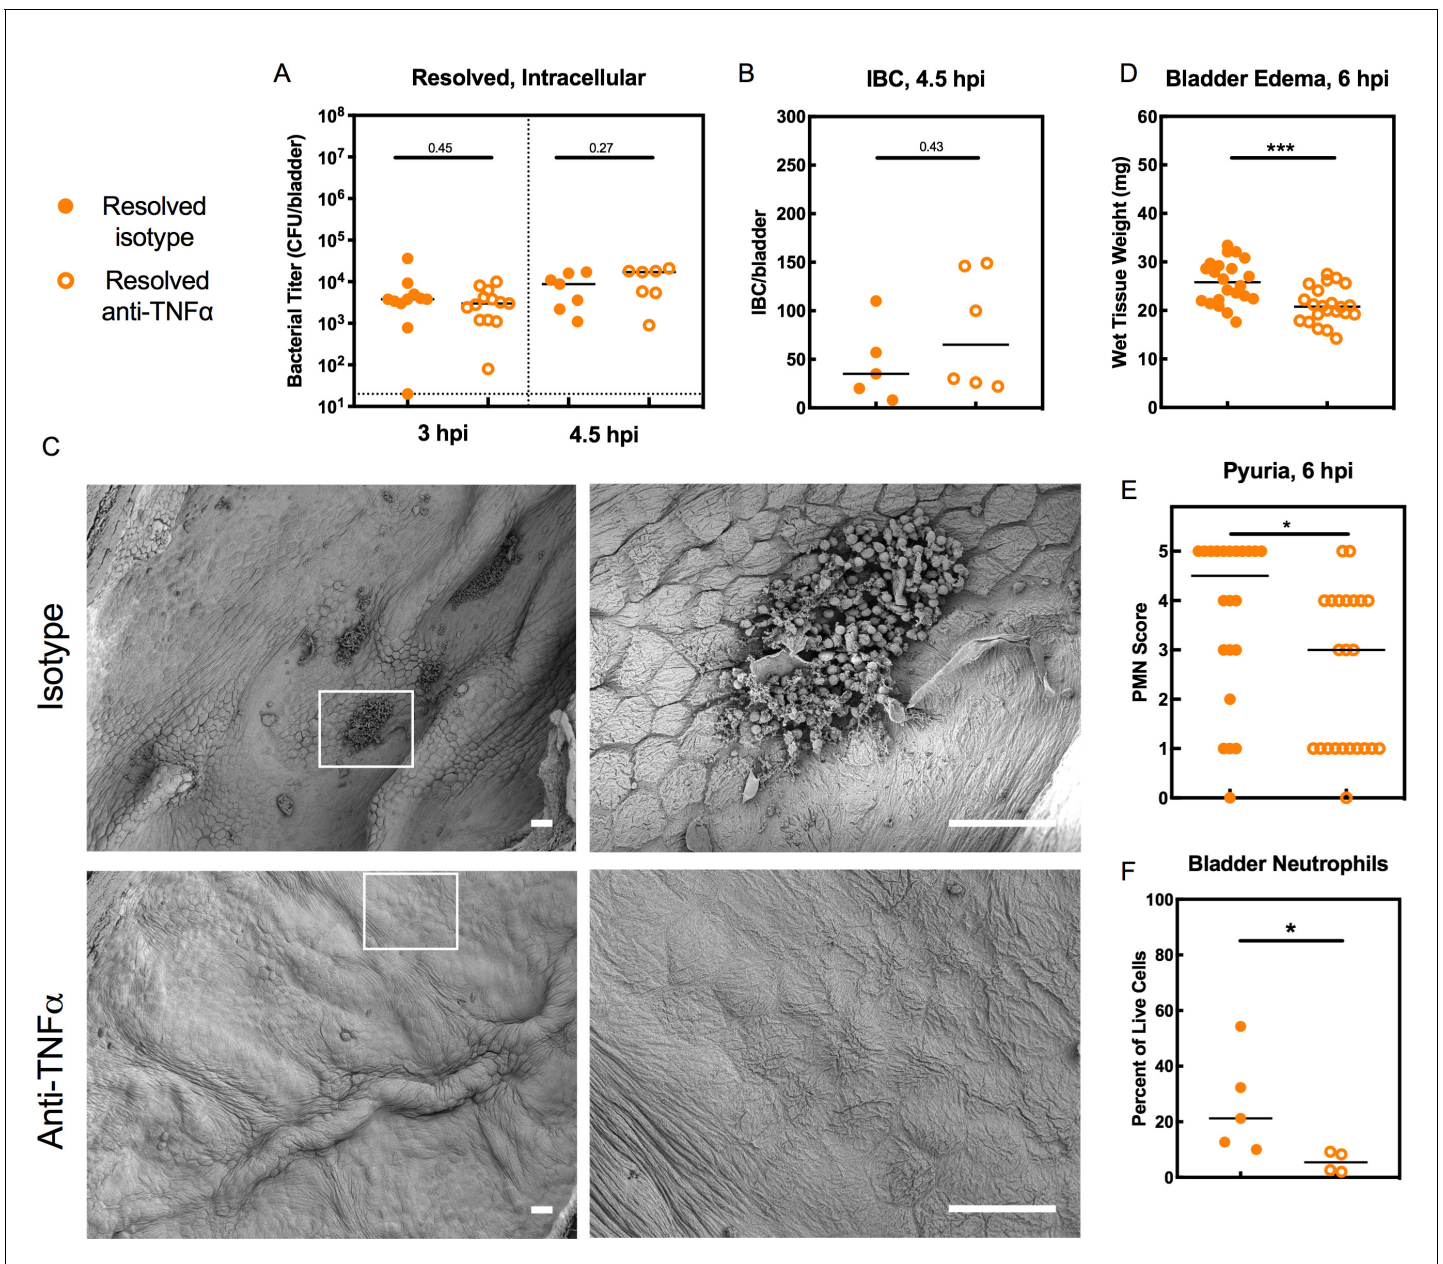 A
Resolved, Intracellular
B
IBC, 4.5 hpi
D
Bladder Edema, 6 hpi
Resolved
isotype
Resolved
anti-TNFα
Bacterial Titer (CFU/bladder)
10⁸
10⁷
10⁶
10⁵
10⁴
10³
10²
10¹
0.45
0.27
3 hpi
4.5 hpi
IBC/bladder
300
250
200
150
100
50
0
0.43
Wet Tissue Weight (mg)
60
50
40
30
20
10
0
***
C
Isotype
Anti-TNFα
E
Pyuria, 6 hpi
PMN Score
5
4
3
2
1
0
*
F
Bladder Neutrophils
Percent of Live Cells
100
80
60
40
20
0
*